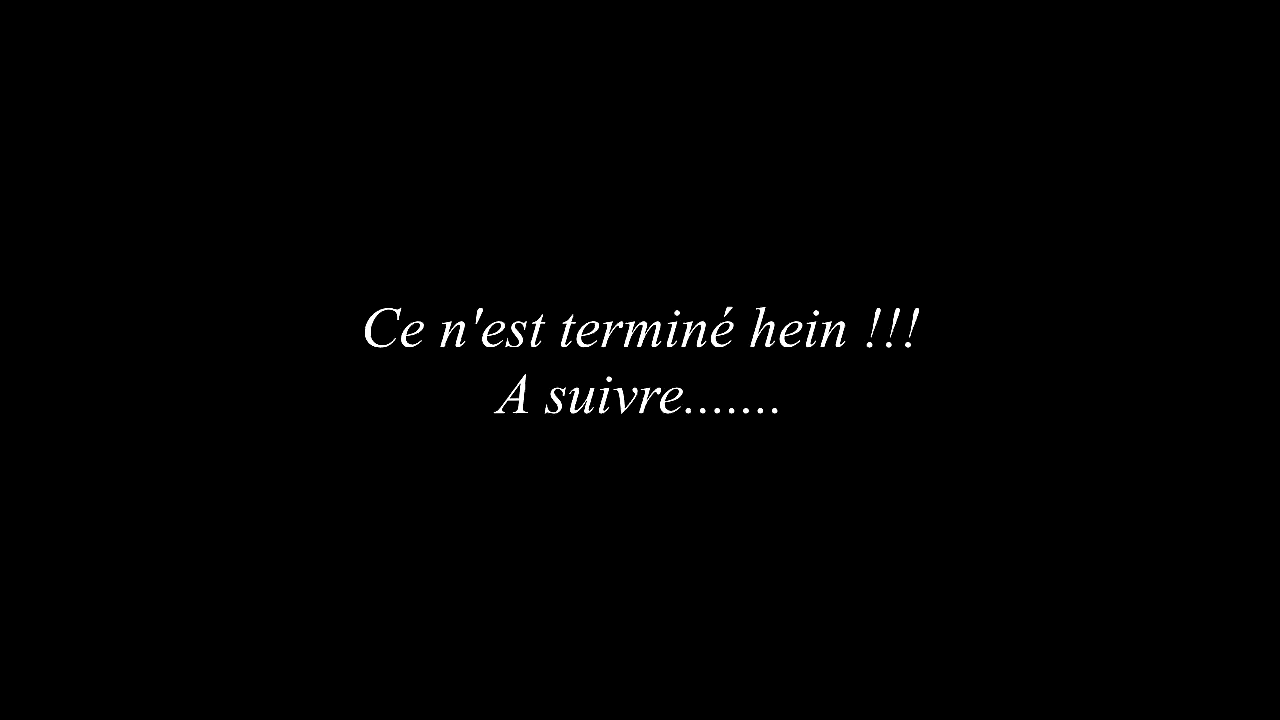 Ce n'est terminé hein !!!
A suivre.......